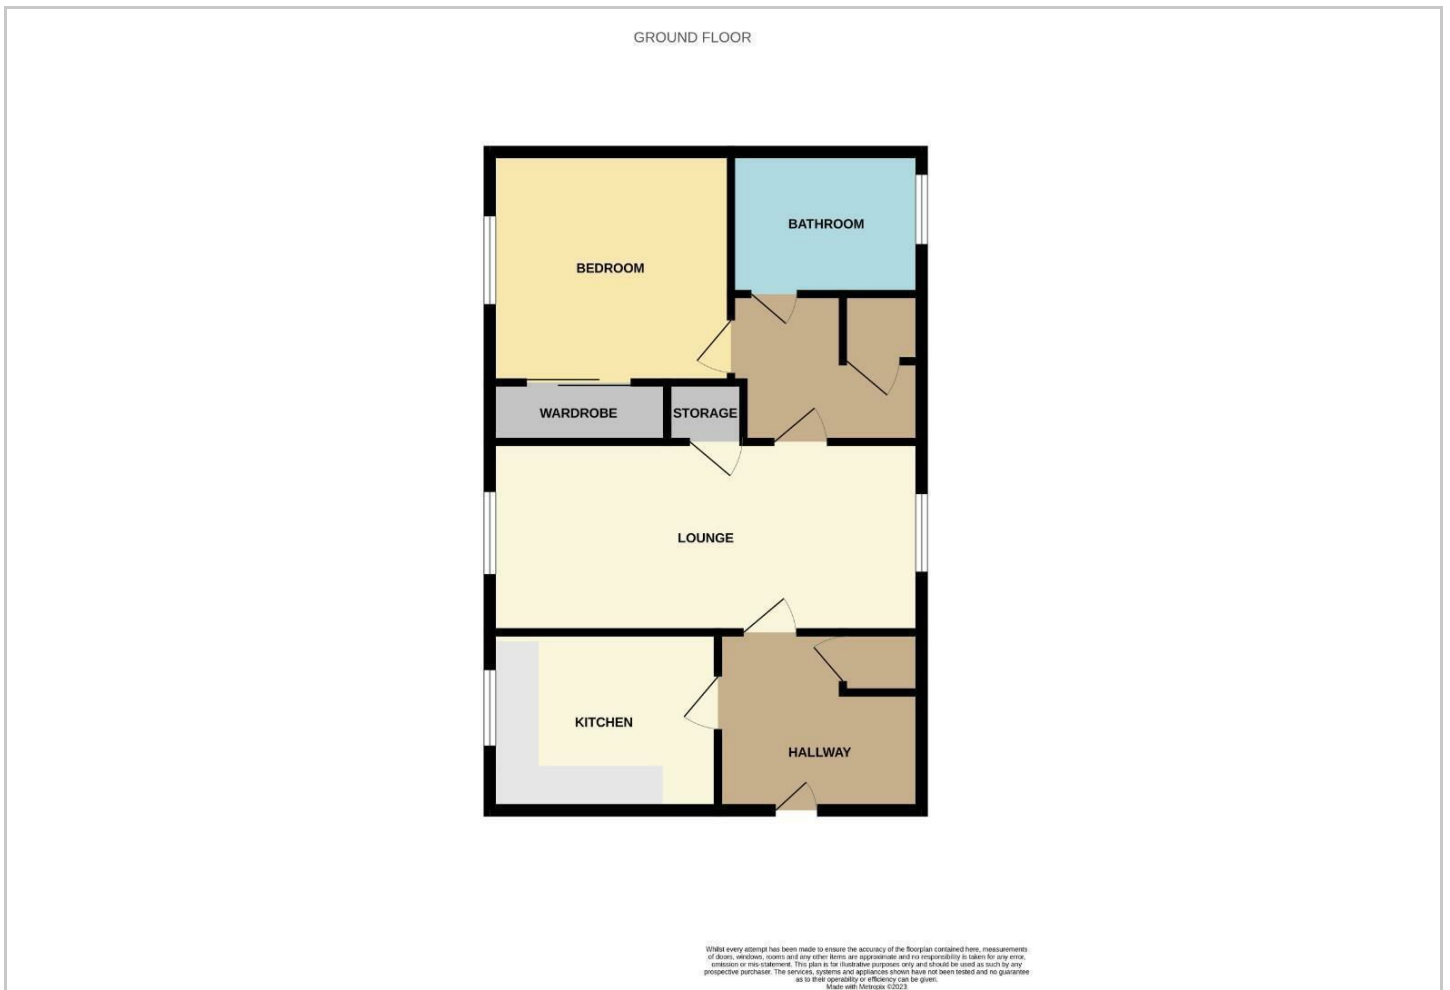 GROUND FLOOR
BATHROOM
BEDROOM
WARDROBE
STORAGE
LOUNGE
KITCHEN
HALLWAY
Whilst every attempt has been made to ensure the accuracy of the floorplan contained here, measurements
of doors, windows, rooms and any other items are approximate and no responsibility is taken for any error,
omission or mis-statement. This plan is for illustrative purposes only and should be used as such by any
prospective purchaser. The services, systems and appliances shown have not been tested and no guarantee
as to their operability or efficiency can be given.
Made with Metropix ©2023